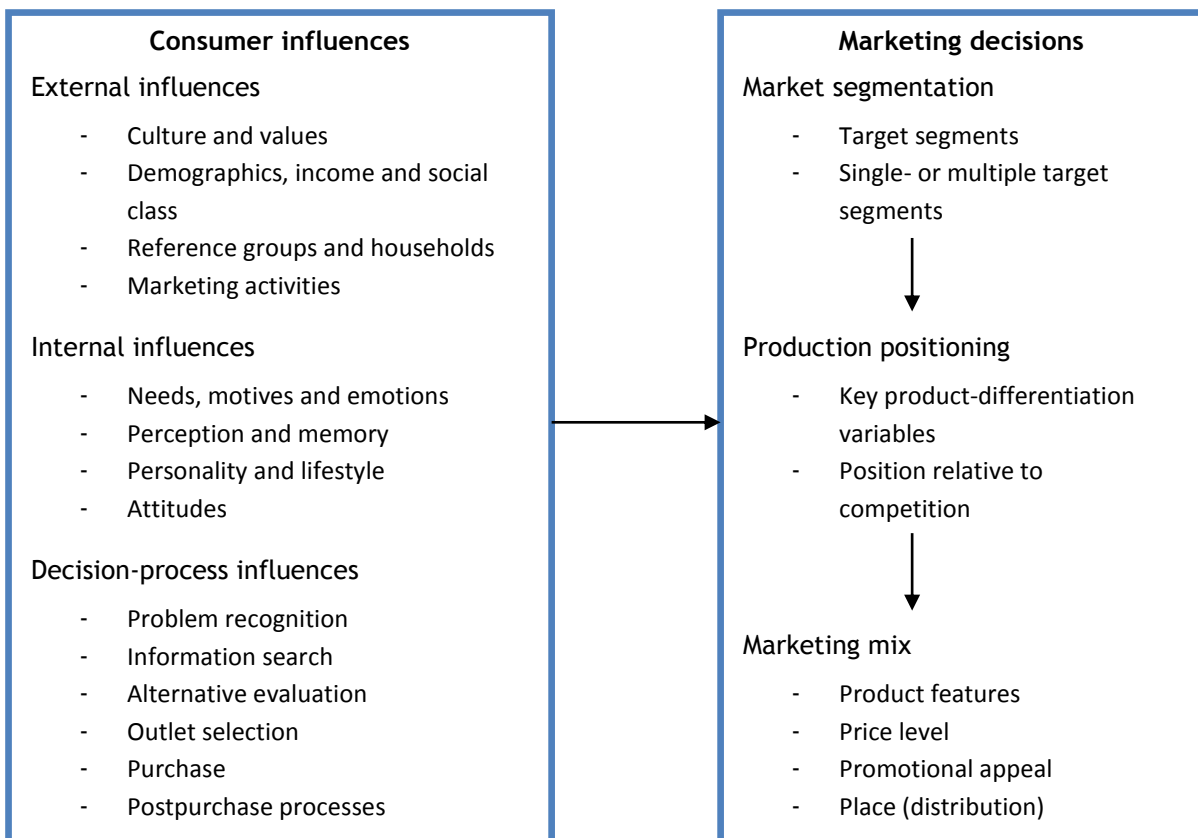 Consumer influences
External influences
- Culture and values
- Demographics, income and social
class
- Reference groups and households
- Marketing activities
Internal influences
- Needs, motives and emotions
- Perception and memory
- Personality and lifestyle
- Attitudes
Decision-process influences
- Problem recognition
- Information search
- Alternative evaluation
- Outlet selection
- Purchase
- Postpurchase processes
Marketing decisions
Market segmentation
- Target segments
- Single- or multiple target
segments
Production positioning
- Key product-differentiation
variables
- Position relative to
competition
Marketing mix
- Product features
- Price level
- Promotional appeal
- Place (distribution)